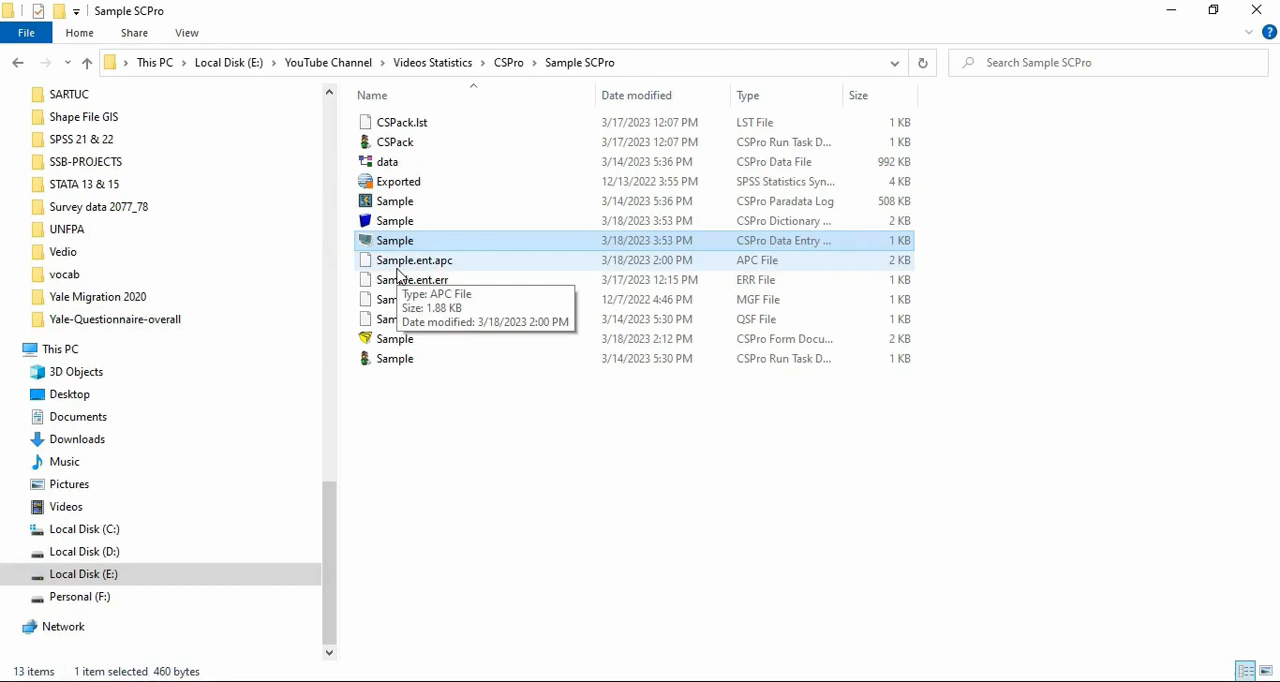 Sample SCPro
File Home Share View
This PC Local Disk (E:) YouTube Channel Videos Statistics CSPro Sample SCPro
Search Sample SCPro
Name Date modified Type Size
SARTUC
Shape File GIS
SPSS 21 & 22
SSB-PROJECTS
STATA 13 & 15
Survey data 2077_78
UNFPA
Vedio
vocab
Yale Migration 2020
Yale-Questionnaire-overall
This PC
3D Objects
Desktop
Documents
Downloads
Music
Pictures
Videos
Local Disk (C:)
Local Disk (D:)
Local Disk (E:)
Personal (F:)
Network
CSPack.lst 3/17/2023 12:07 PM LST File 1 KB
CSPack 3/17/2023 12:07 PM CSPro Run Task D... 1 KB
data 3/14/2023 5:36 PM CSPro Data File 992 KB
Exported 12/13/2022 3:55 PM SPSS Statistics Syn... 4 KB
Sample 3/14/2023 5:36 PM CSPro Paradata Log 508 KB
Sample 3/18/2023 3:53 PM CSPro Dictionary ... 2 KB
Sample 3/18/2023 3:53 PM CSPro Data Entry ... 1 KB
Sample.ent.apc 3/18/2023 2:00 PM APC File 2 KB
Sample.ent.err 3/17/2023 12:15 PM ERR File 1 KB
Sam 12/7/2022 4:46 PM MGF File 1 KB
Sam 3/14/2023 5:30 PM QSF File 1 KB
Sample 3/18/2023 2:12 PM CSPro Form Docu... 2 KB
Sample 3/14/2023 5:30 PM CSPro Run Task D... 1 KB
Type: APC File
Size: 1.88 KB
Date modified: 3/18/2023 2:00 PM
13 items 1 item selected 460 bytes